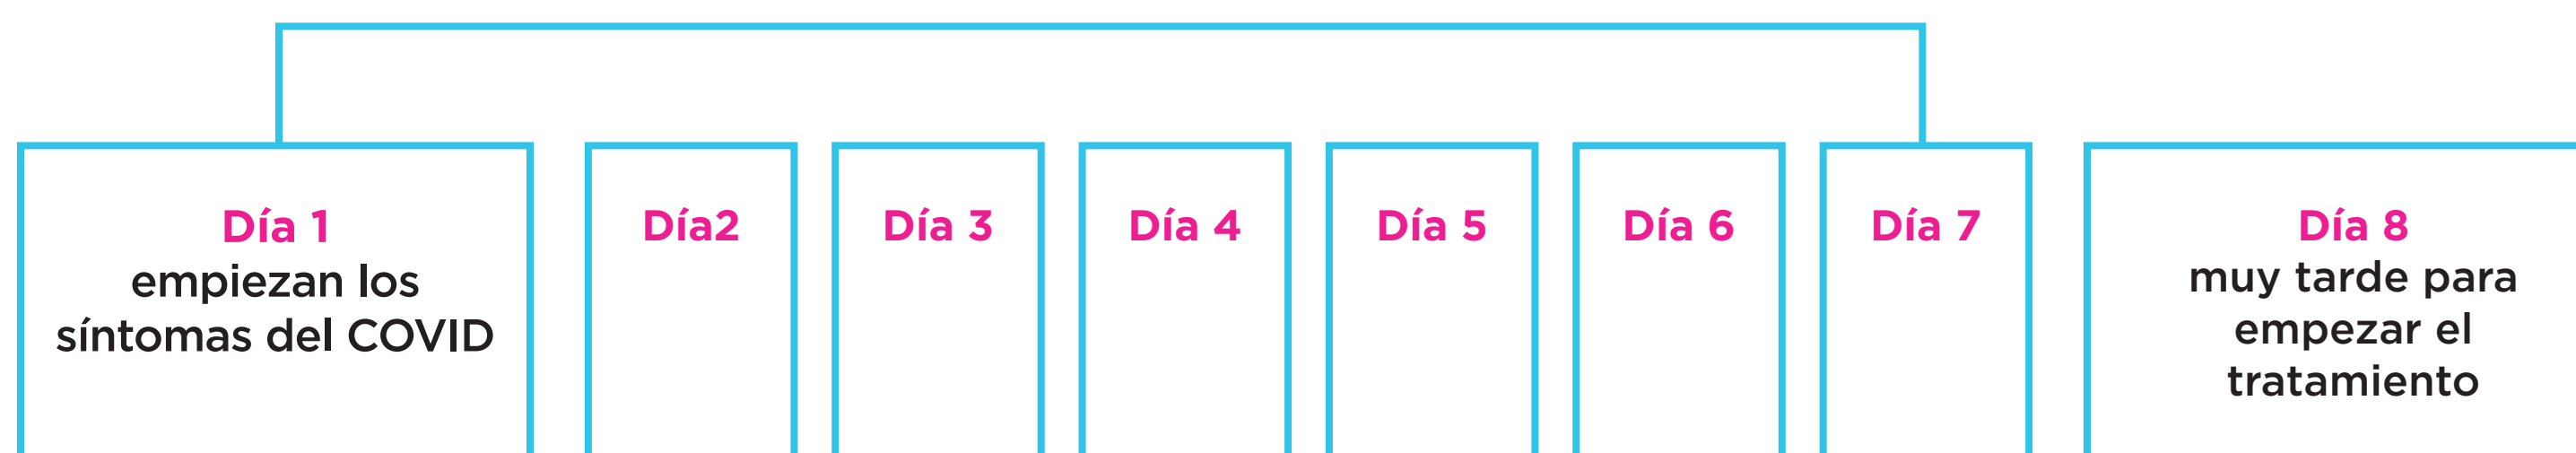 Día 1
empiezan los
síntomas del COVID
Día2
Día 3
Día 4
Día 5
Día 6
Día 7
Día 8
muy tarde para
empezar el
tratamiento